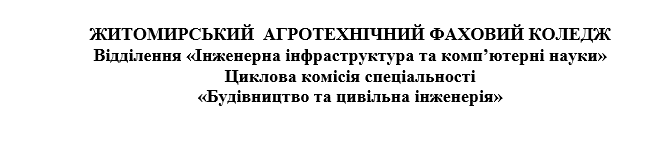 ЖИТОМИРСЬКИЙ АГРОТЕХНІЧНИЙ ФАХОВИЙ КОЛЕДЖ
Відділення «Інженерна інфраструктура та комп’ютерні науки»
Циклова комісія спеціальності
«Будівництво та цивільна інженерія»